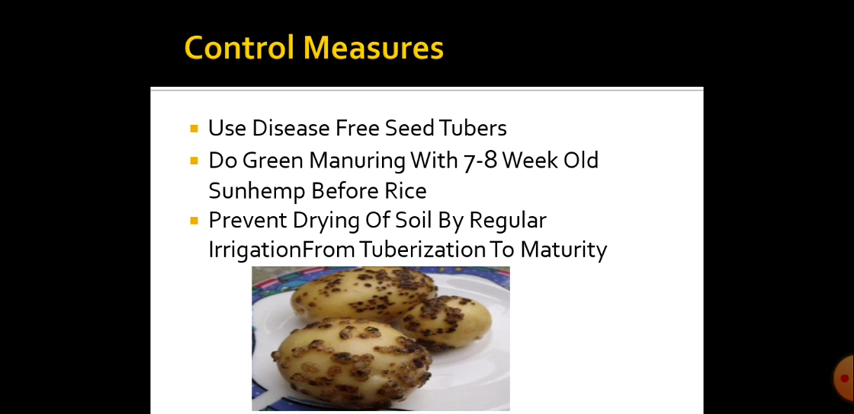 Control Measures
Use Disease Free Seed Tubers
Do Green Manuring With 7-8 Week Old
Sunhemp Before Rice
Prevent Drying Of Soil By Regular
IrrigationFrom Tuberization To Maturity